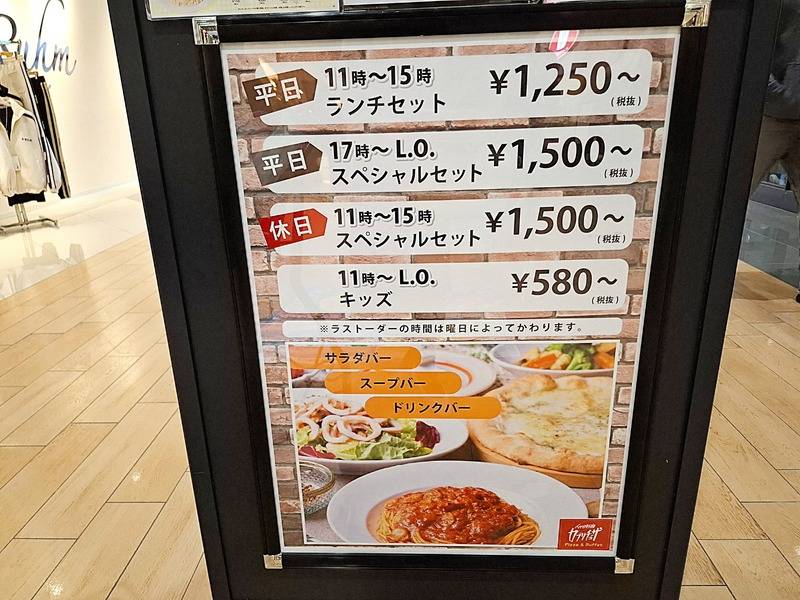 平日
11時〜15時
ランチセット
¥1,250〜
(税抜)
平日
17時〜L.O.
スペシャルセット
¥1,500〜
(税抜)
休日
11時〜15時
スペシャルセット
¥1,500〜
(税抜)
11時〜L.O.
キッズ
¥580〜
(税抜)
※ラストーダーの時間は曜日によってかわります。
サラダバー
スープバー
ドリンクバー
Pizza & Buffet